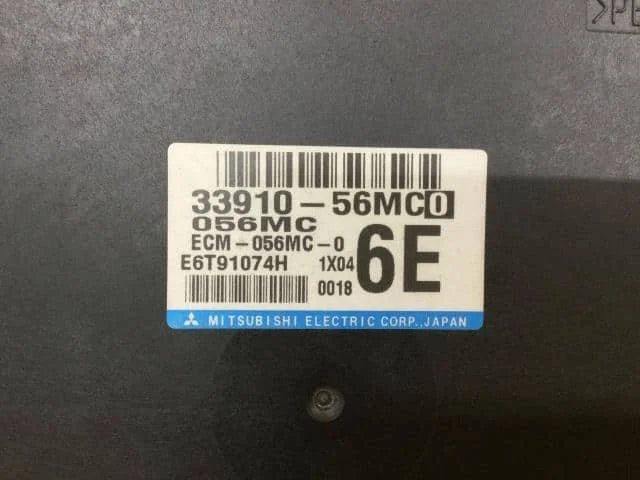 33910-56MC0
056MC
ECM-056MC-0
E6T91074H 1X04 6E
0018
MITSUBISHI ELECTRIC CORP., JAPAN